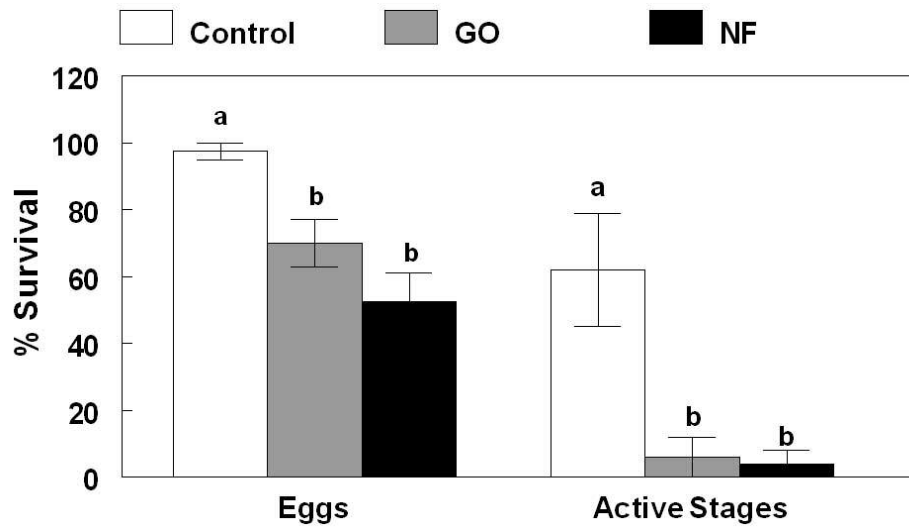 Control GO NF
120
100
80
60
40
20
0
% Survival
a
b
b
a
b
b
Eggs Active Stages